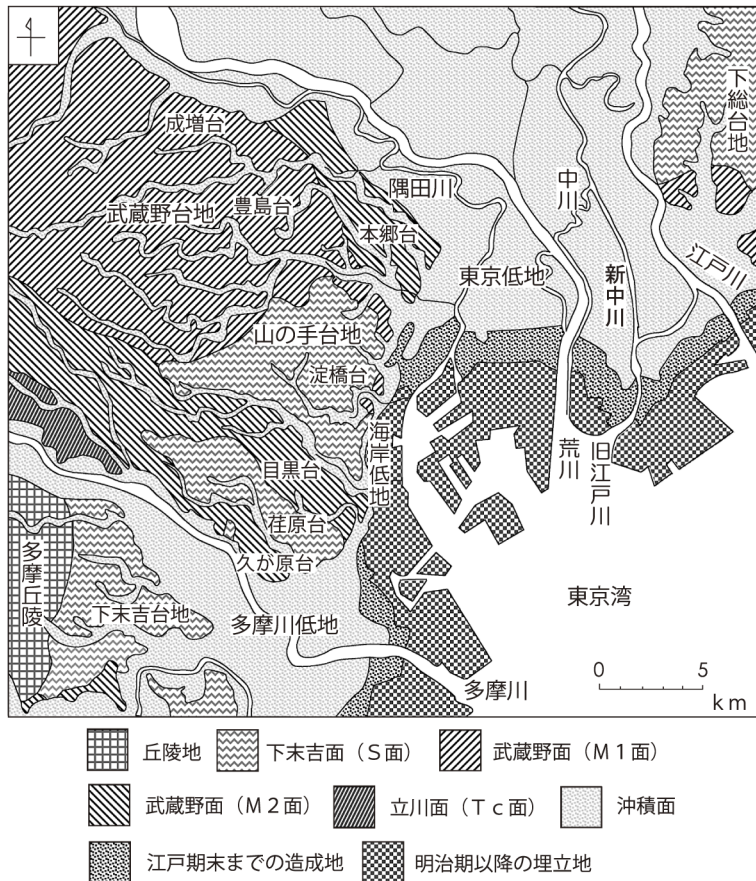 成増台
下総台地
隅田川
中川
武蔵野台地
豊島台
本郷台
江戸川
東京低地
新中川
山の手台地
淀橋台
海岸低地
荒川
旧江戸川
目黒台
荏原台
久が原台
多摩丘陵
下末吉台地
多摩川低地
東京湾
多摩川
0 5
km
丘陵地 下末吉面(S面) 武蔵野面(M1面)
武蔵野面(M2面) 立川面(Tc面) 沖積面
江戸期末までの造成地 明治期以降の埋立地